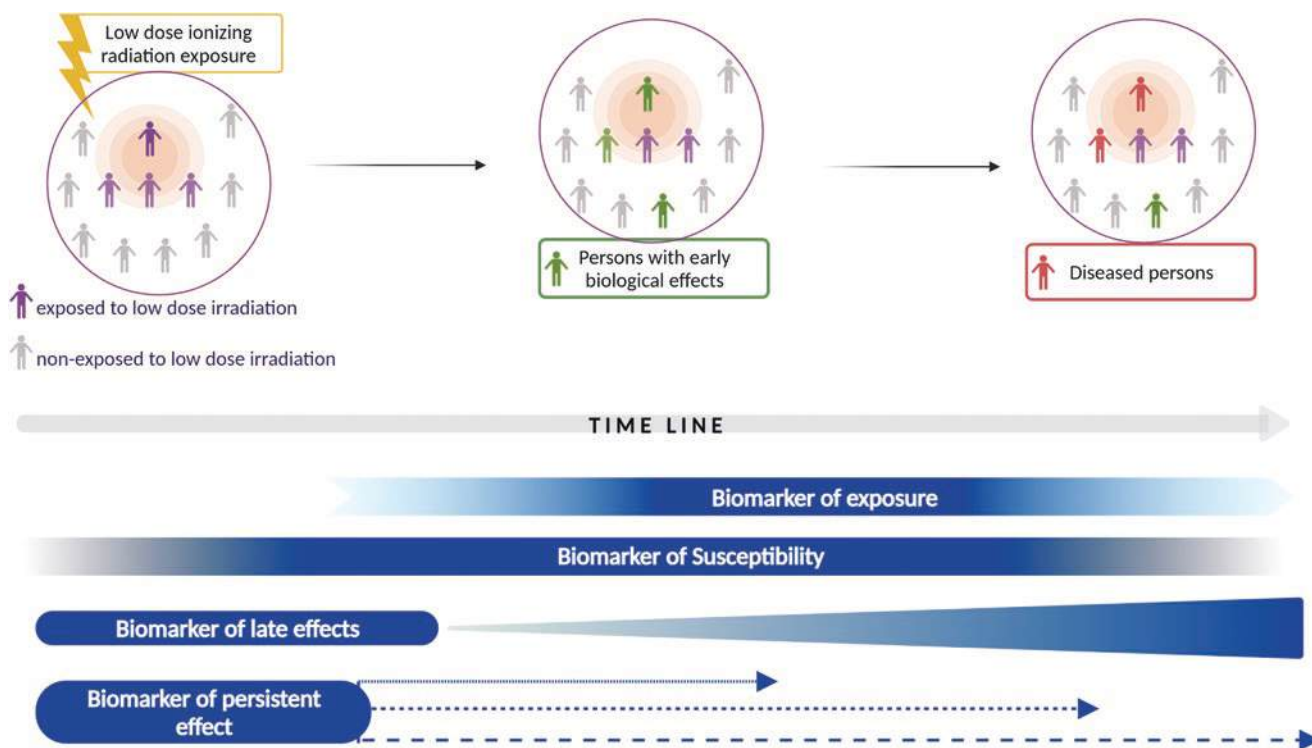 Low dose ionizing
radiation exposure
exposed to low dose irradiation
non-exposed to low dose irradiation
Persons with early
biological effects
Diseased persons
TIME LINE
Biomarker of exposure
Biomarker of Susceptibility
Biomarker of late effects
Biomarker of persistent
effect